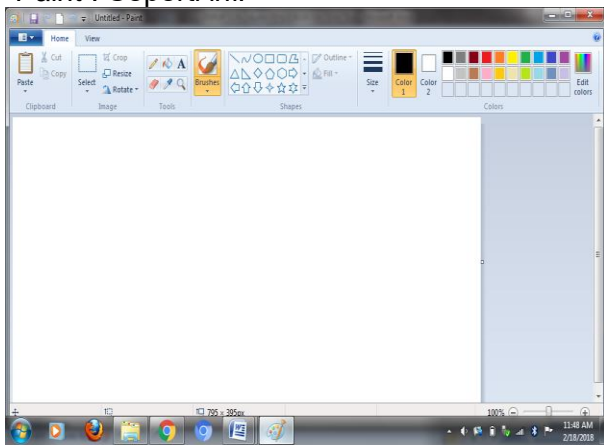 Untitled - Paint
Home View
Paste
Cut
Copy
Clipboard
Select
Crop
Resize
Rotate
Image
A
Tools
Brushes
Outline
Fill
Shapes
Size
Color 1
Color 2
Edit colors
Colors
795 × 395px
100%
11:48 AM
2/18/2018